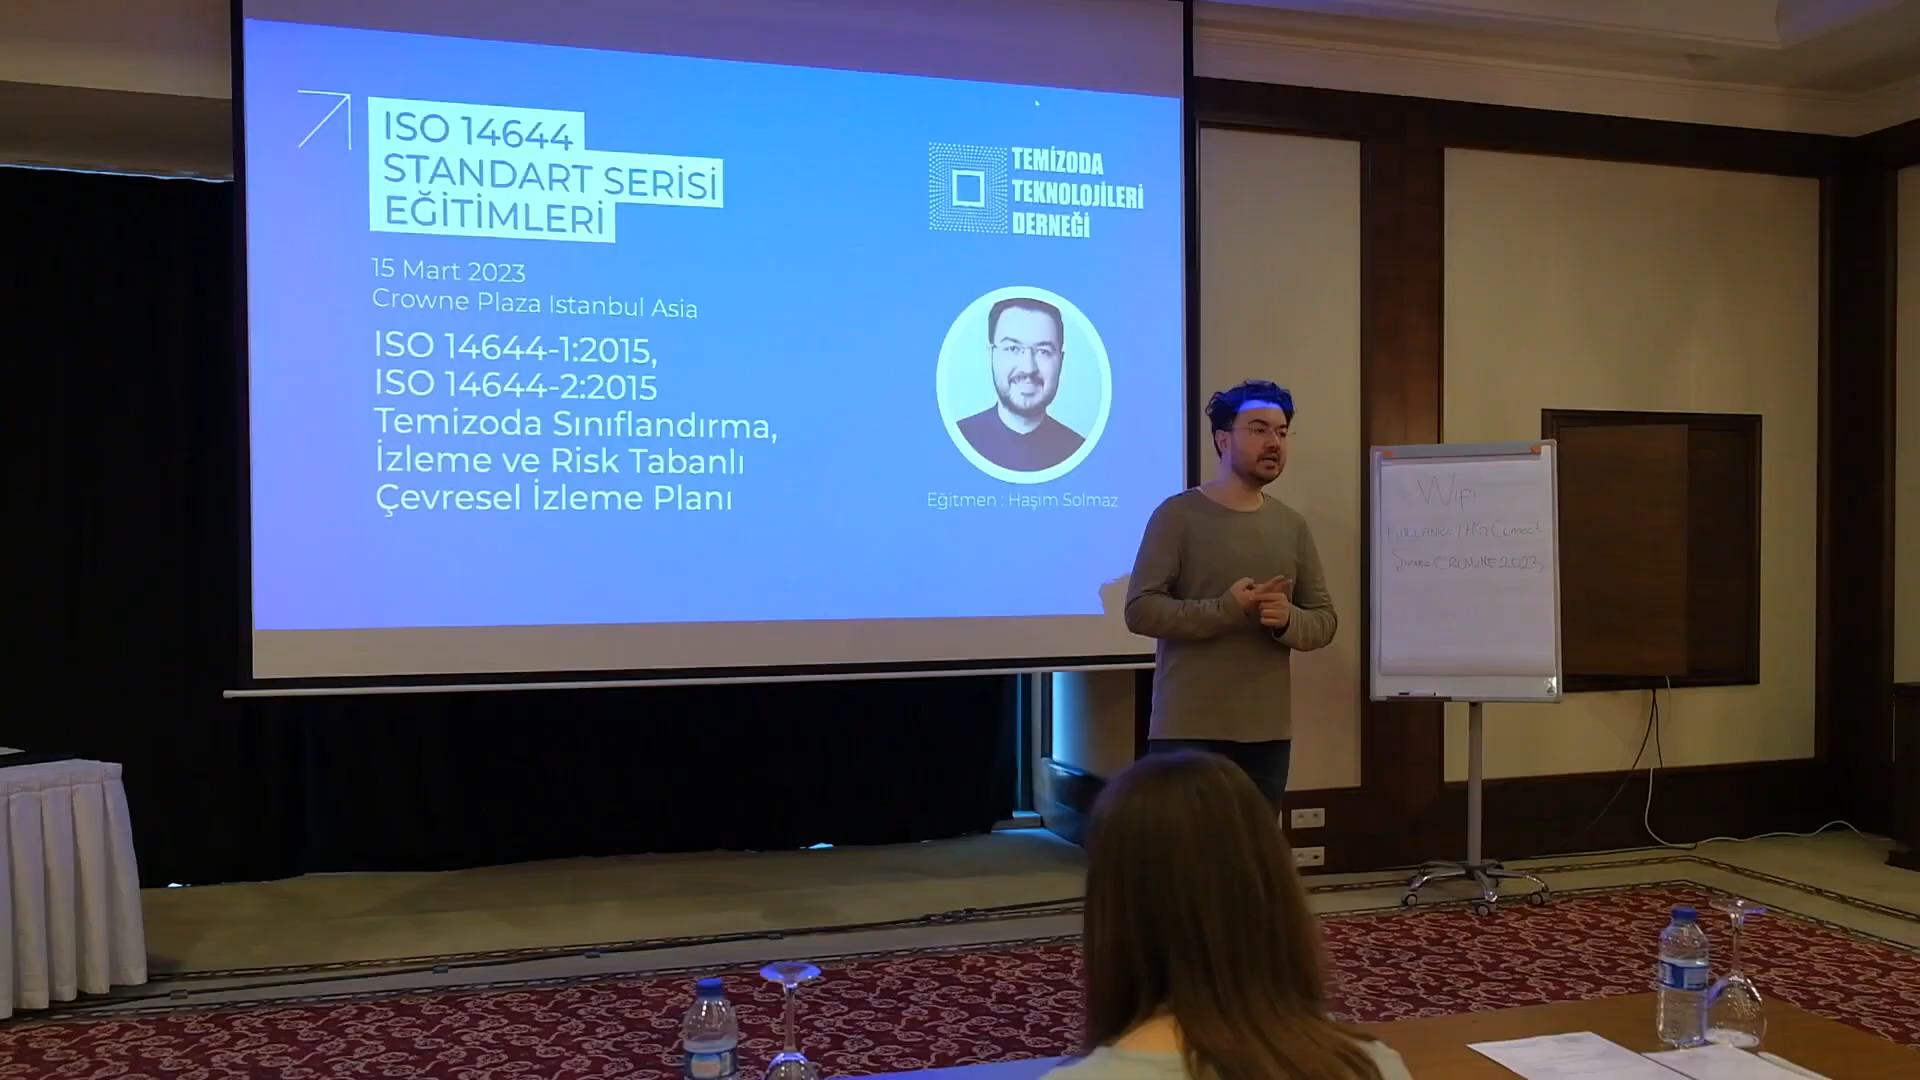 ISO 14644
STANDART SERİSİ
EĞİTİMLERİ
15 Mart 2023
Crowne Plaza Istanbul Asia
ISO 14644-1:2015,
ISO 14644-2:2015
Temizoda Sınıflandırma,
İzleme ve Risk Tabanlı
Çevresel İzleme Planı
TEMİZODA
TEKNOLOJİLERİ
DERNEĞİ
Eğitmen : Haşim Solmaz
Wifi
CROWNE2023